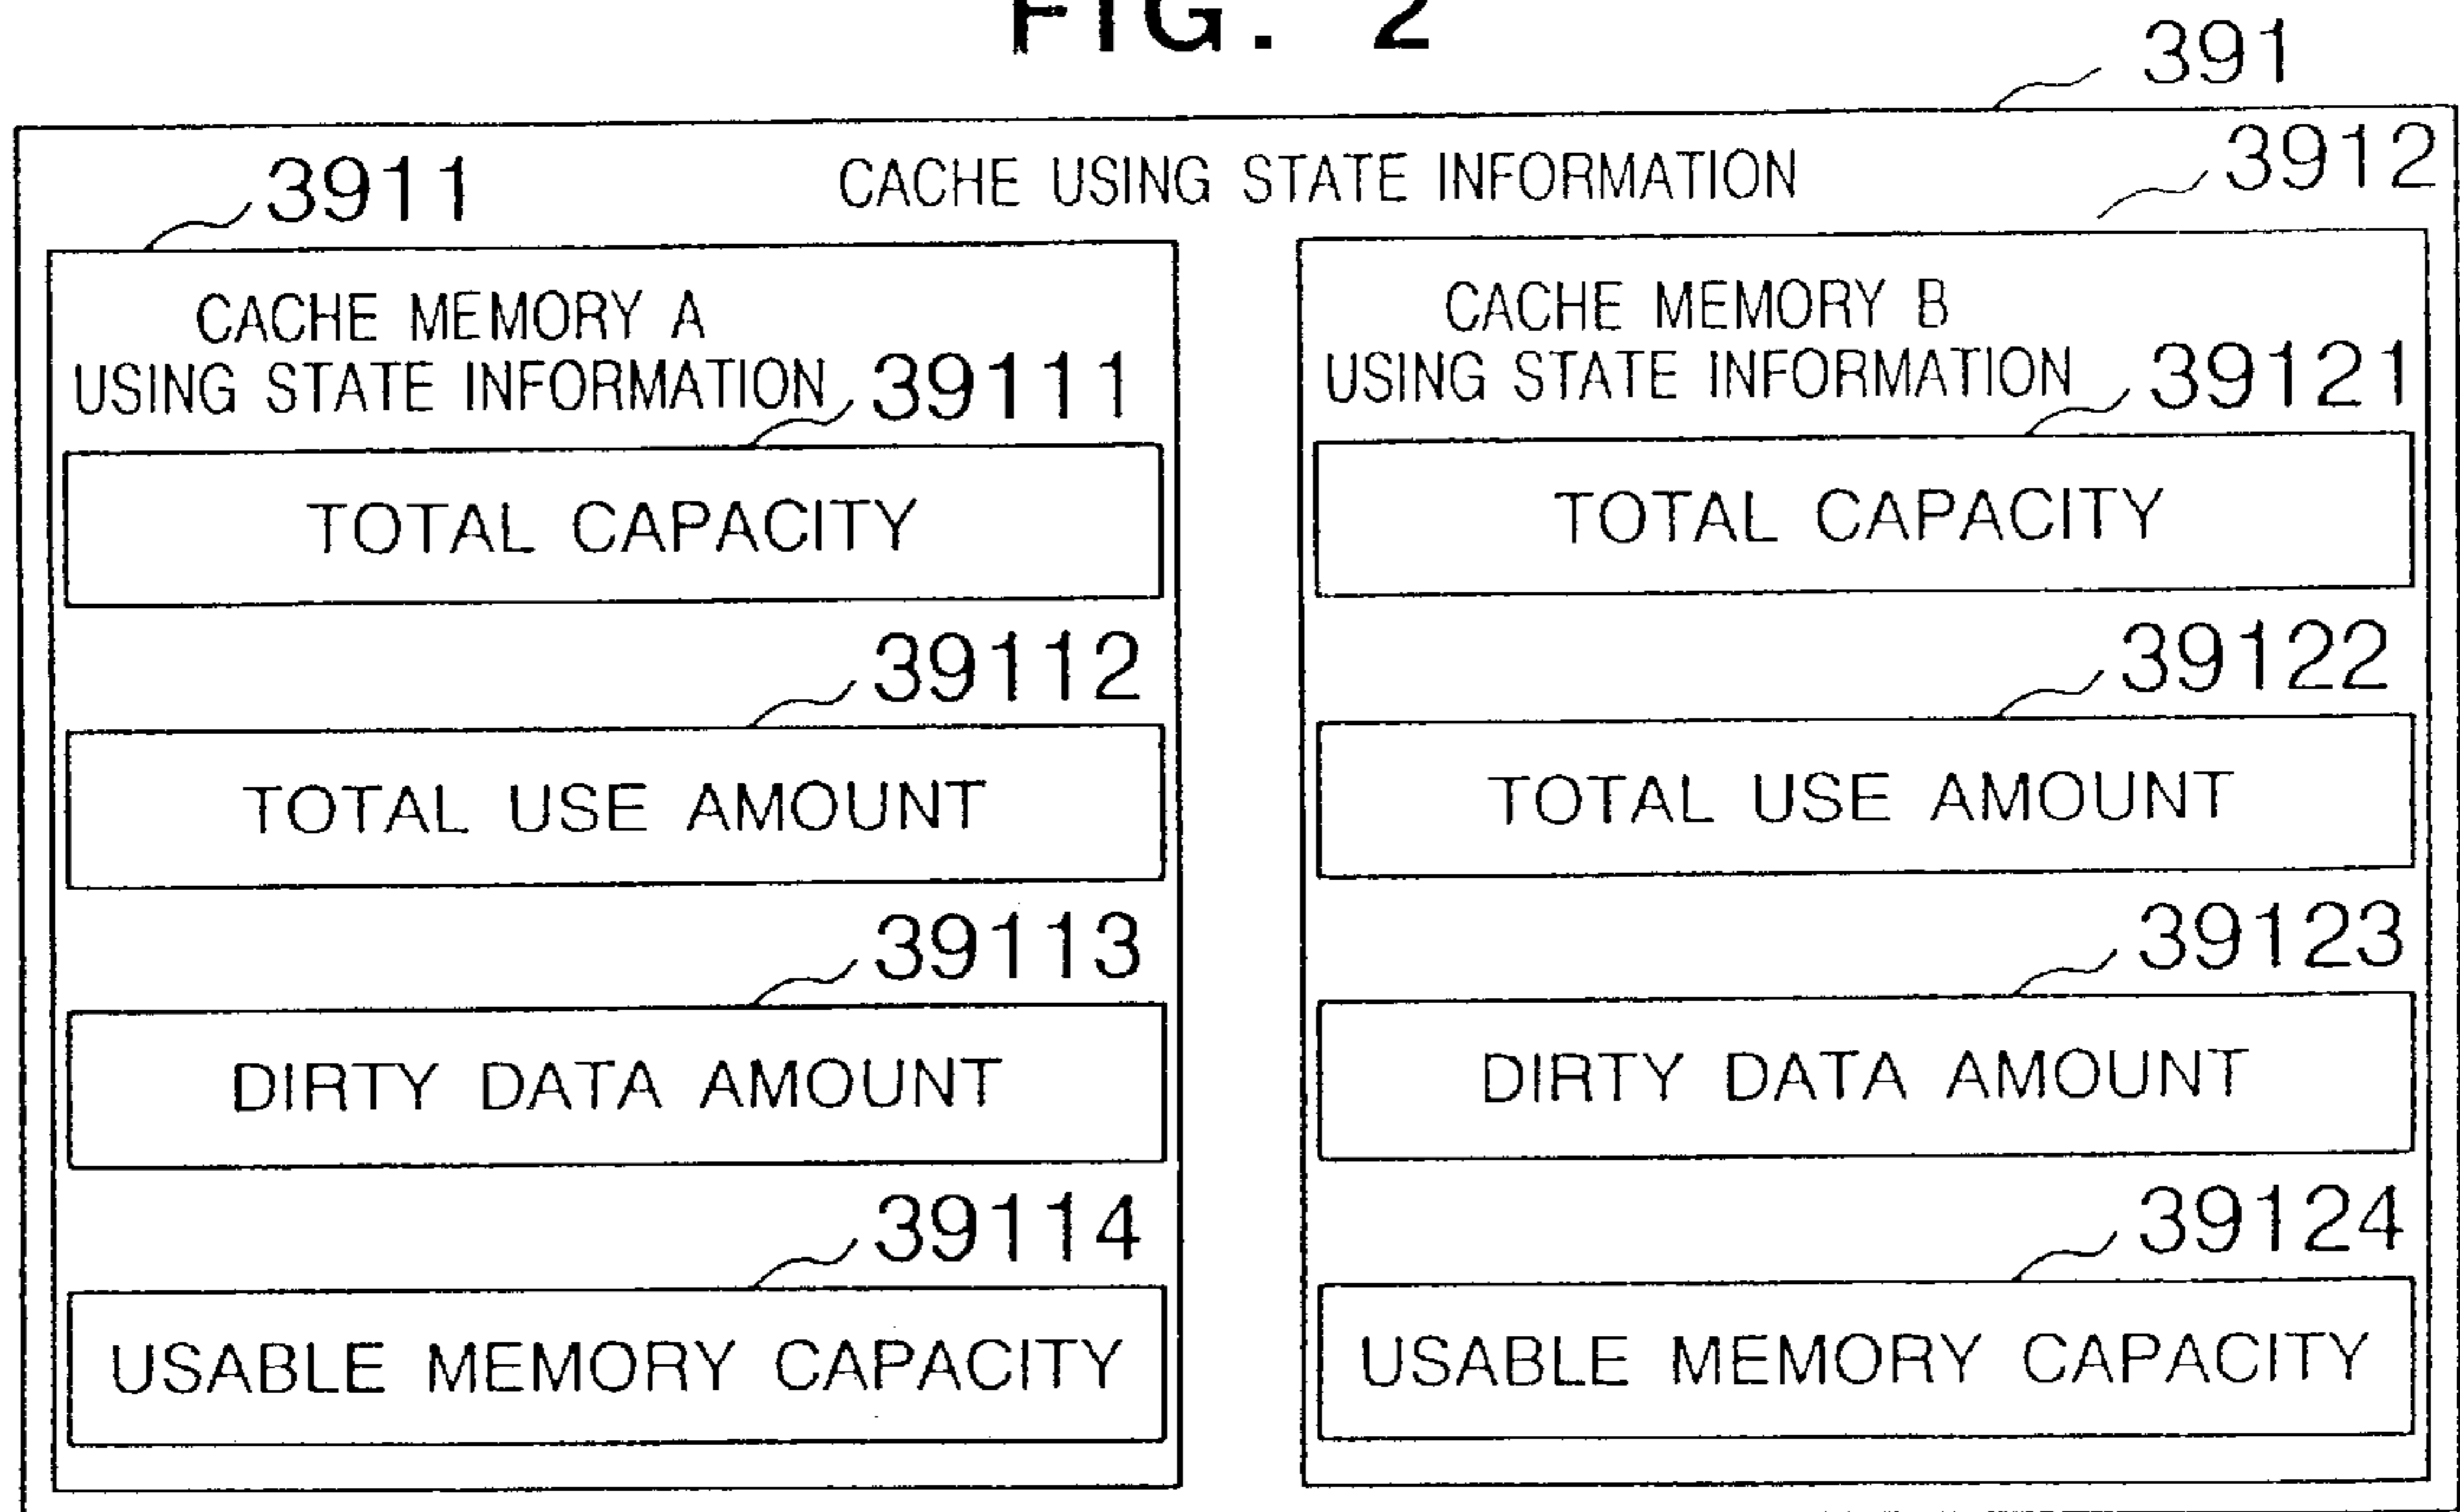 FIG. 2
391
CACHE USING STATE INFORMATION
3911
3912
CACHE MEMORY A
USING STATE INFORMATION
39111
TOTAL CAPACITY
39112
TOTAL USE AMOUNT
39113
DIRTY DATA AMOUNT
39114
USABLE MEMORY CAPACITY
CACHE MEMORY B
USING STATE INFORMATION
39121
TOTAL CAPACITY
39122
TOTAL USE AMOUNT
39123
DIRTY DATA AMOUNT
39124
USABLE MEMORY CAPACITY